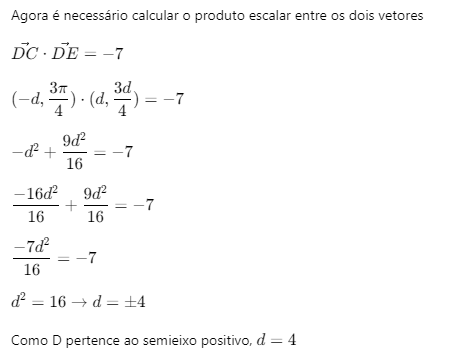 Agora é necessário calcular o produto escalar entre os dois vetores
$\vec{DC} \cdot \vec{DE} = -7$
$(-d, \frac{3\pi}{4}) \cdot (d, \frac{3d}{4}) = -7$
$-d^2 + \frac{9d^2}{16} = -7$
$\frac{-16d^2}{16} + \frac{9d^2}{16} = -7$
$\frac{-7d^2}{16} = -7$
$d^2 = 16 \rightarrow d = \pm 4$
Como D pertence ao semieixo positivo, $d = 4$